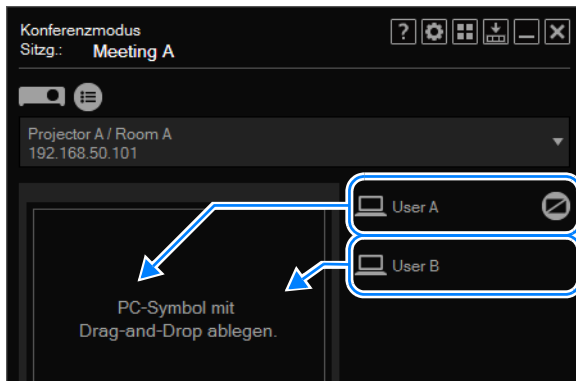 Konferenzmodus
Sitzg.: Meeting A
Projector A / Room A
192.168.50.101
User A
User B
PC-Symbol mit
Drag-and-Drop ablegen.